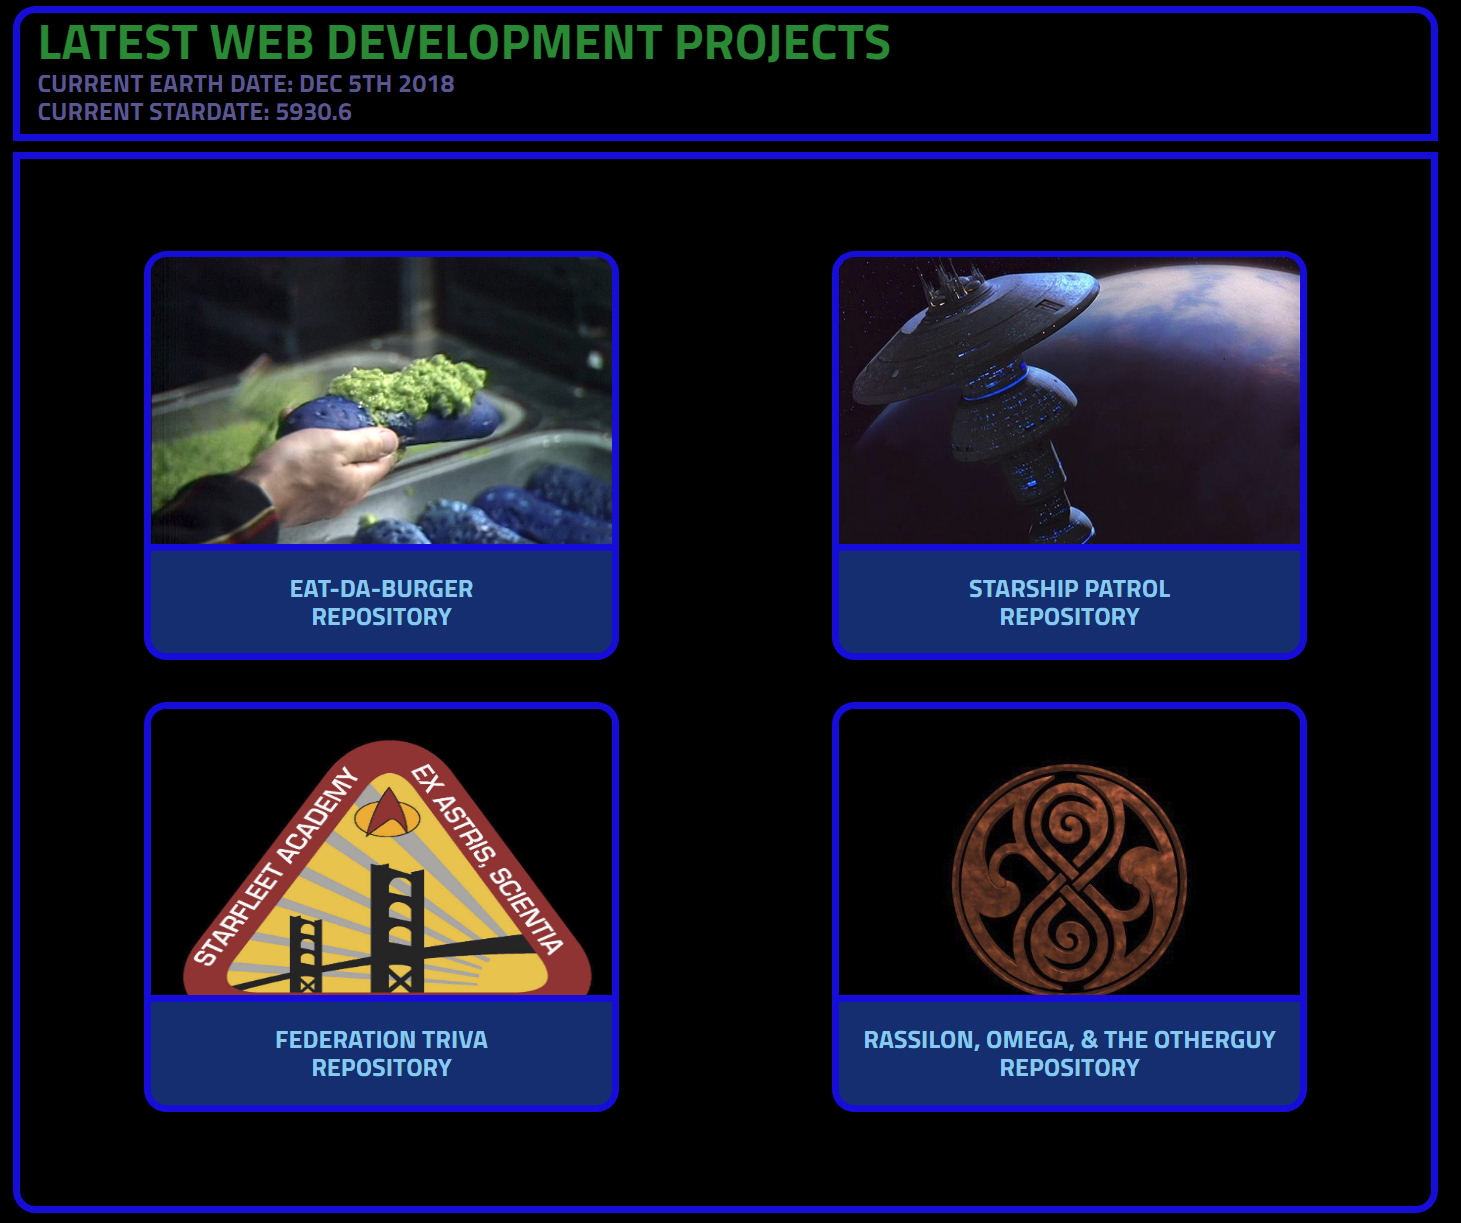 LATEST WEB DEVELOPMENT PROJECTS
CURRENT EARTH DATE: DEC 5TH 2018
CURRENT STARDATE: 5930.6
EAT-DA-BURGER
REPOSITORY
STARSHIP PATROL
REPOSITORY
STARFLEET ACADEMY
EX ASTRIS, SCIENTIA
FEDERATION TRIVA
REPOSITORY
RASSILON, OMEGA, & THE OTHERGUY
REPOSITORY